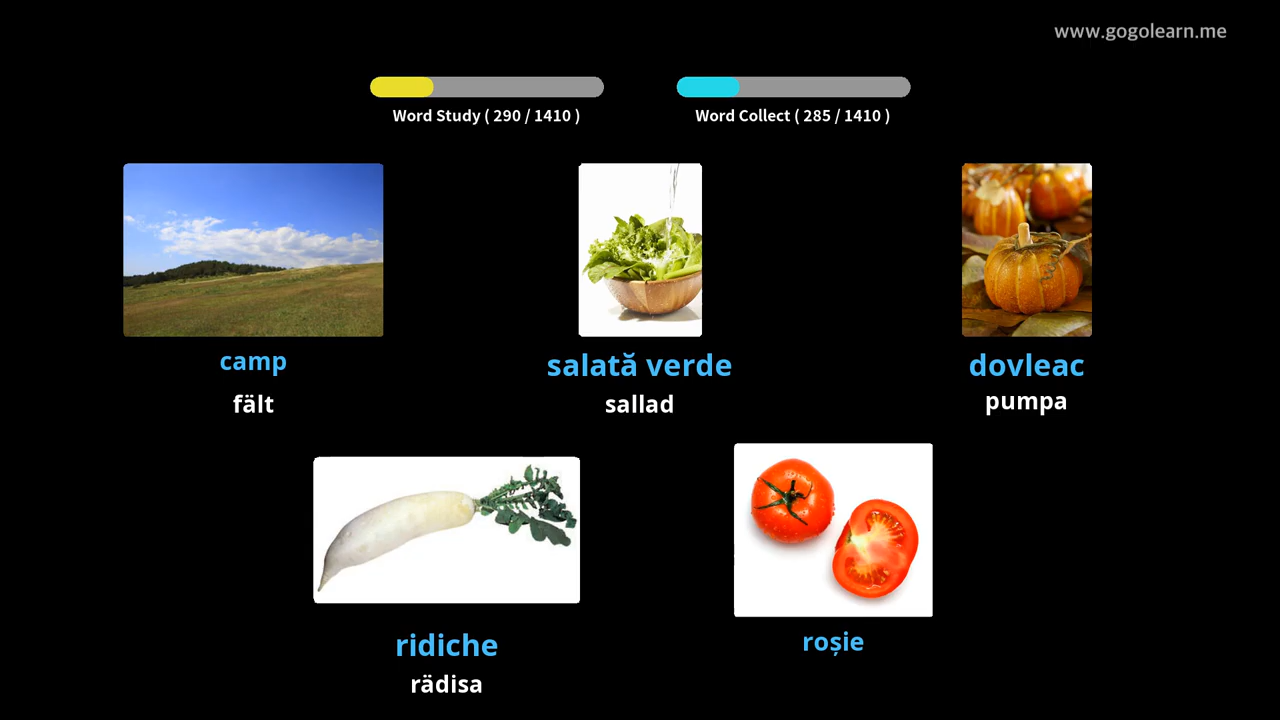 www.gogolearn.me
Word Study ( 290 / 1410 )
Word Collect ( 285 / 1410 )
camp
salată verde
dovleac
fält
sallad
pumpa
ridiche
roșie
rädisa